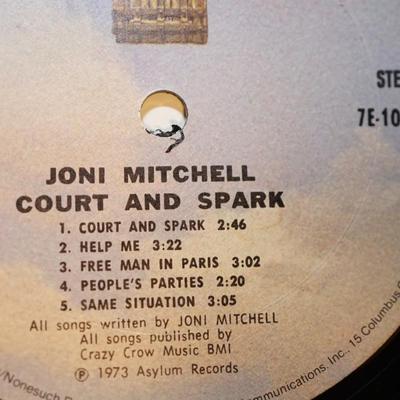 STE
7E-10
JONI MITCHELL
COURT AND SPARK
1. COURT AND SPARK 2:46
2. HELP ME 3:22
3. FREE MAN IN PARIS 3:02
4. PEOPLE'S PARTIES 2:20
5. SAME SITUATION 3:05
All songs written by JONI MITCHELL
All songs published by
Crazy Crow Music BMI
℗ 1973 Asylum Records
/Nonesuch
ommunications, Inc., 15 Columbus